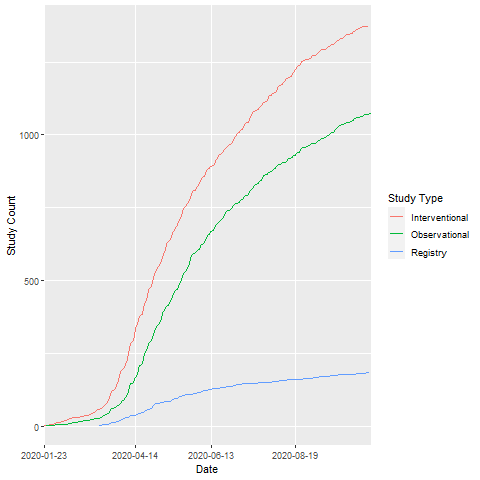 Study Count
1000
500
0
2020-01-23 2020-04-14 2020-06-13 2020-08-19
Date
Study Type
Interventional
Observational
Registry